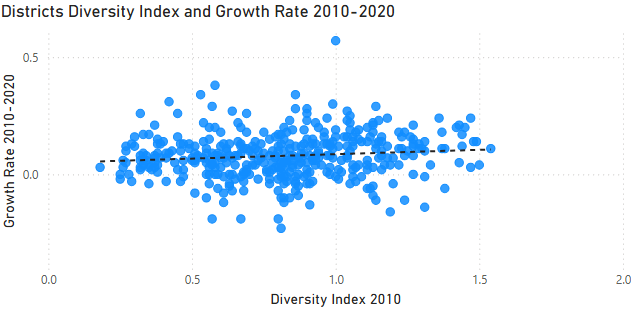 Districts Diversity Index and Growth Rate 2010-2020
0.5
0.0
Growth Rate 2010-2020
0.0 0.5 1.0 1.5 2.0
Diversity Index 2010